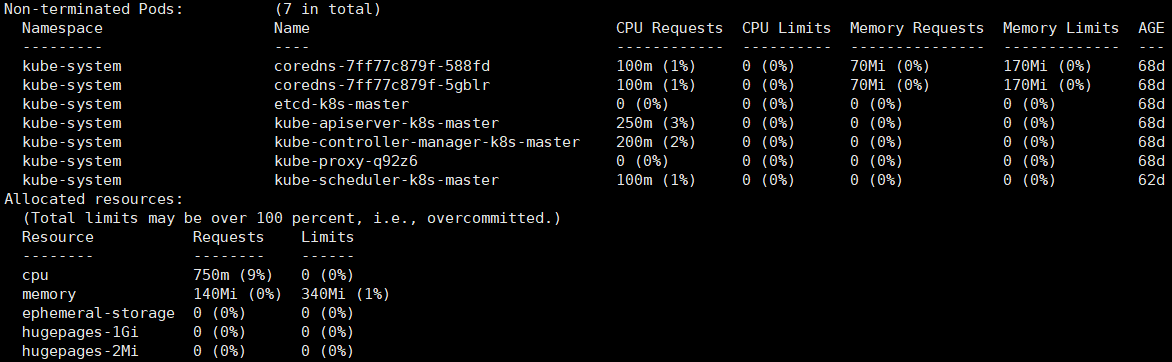 Non-terminated Pods:          (7 in total)
  Namespace                   Name                                  CPU Requests  CPU Limits  Memory Requests  Memory Limits  AGE
  ---------                   ----                                  ------------  ----------  ---------------  -------------  ---
  kube-system                 coredns-7ff77c879f-588fd              100m (1%)     0 (0%)      70Mi (0%)        170Mi (0%)     68d
  kube-system                 coredns-7ff77c879f-5gblr              100m (1%)     0 (0%)      70Mi (0%)        170Mi (0%)     68d
  kube-system                 etcd-k8s-master                       0 (0%)        0 (0%)      0 (0%)           0 (0%)         68d
  kube-system                 kube-apiserver-k8s-master             250m (3%)     0 (0%)      0 (0%)           0 (0%)         68d
  kube-system                 kube-controller-manager-k8s-master    200m (2%)     0 (0%)      0 (0%)           0 (0%)         68d
  kube-system                 kube-proxy-q92z6                      0 (0%)        0 (0%)      0 (0%)           0 (0%)         68d
  kube-system                 kube-scheduler-k8s-master             100m (1%)     0 (0%)      0 (0%)           0 (0%)         62d
Allocated resources:
  (Total limits may be over 100 percent, i.e., overcommitted.)
  Resource           Requests    Limits
  --------           --------    ------
  cpu                750m (9%)   0 (0%)
  memory             140Mi (0%)  340Mi (1%)
  ephemeral-storage  0 (0%)      0 (0%)
  hugepages-1Gi      0 (0%)      0 (0%)
  hugepages-2Mi      0 (0%)      0 (0%)